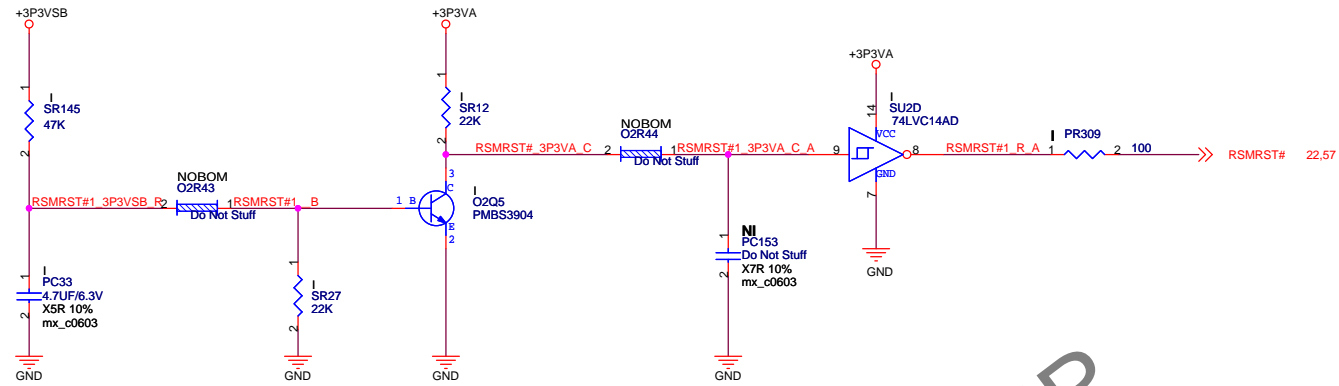 +3P3VSB
1
I
SR145
47K
2
NOBOM
O2R43
RSMRST#1_3P3VSB_R
2
1
RSMRST#1__B
Do Not Stuff
1
I
PC33
4.7UF/6.3V
X5R 10%
mx_c0603
2
GND
1
I
SR27
22K
2
GND
+3P3VA
1
I
SR12
22K
2
3
C
1
B
I
O2Q5
PMBS3904
E
2
GND
NOBOM
O2R44
RSMRST#_3P3VA_C
2
1
RSMRST#1_3P3VA_C_A
Do Not Stuff
1
NI
PC153
Do Not Stuff
X7R 10%
mx_c0603
2
GND
+3P3VA
I
SU2D
74LVC14AD
14
VCC
9
8
GND
7
GND
RSMRST#1_R_A
I
PR309
1
2
100
RSMRST#
22,57
P